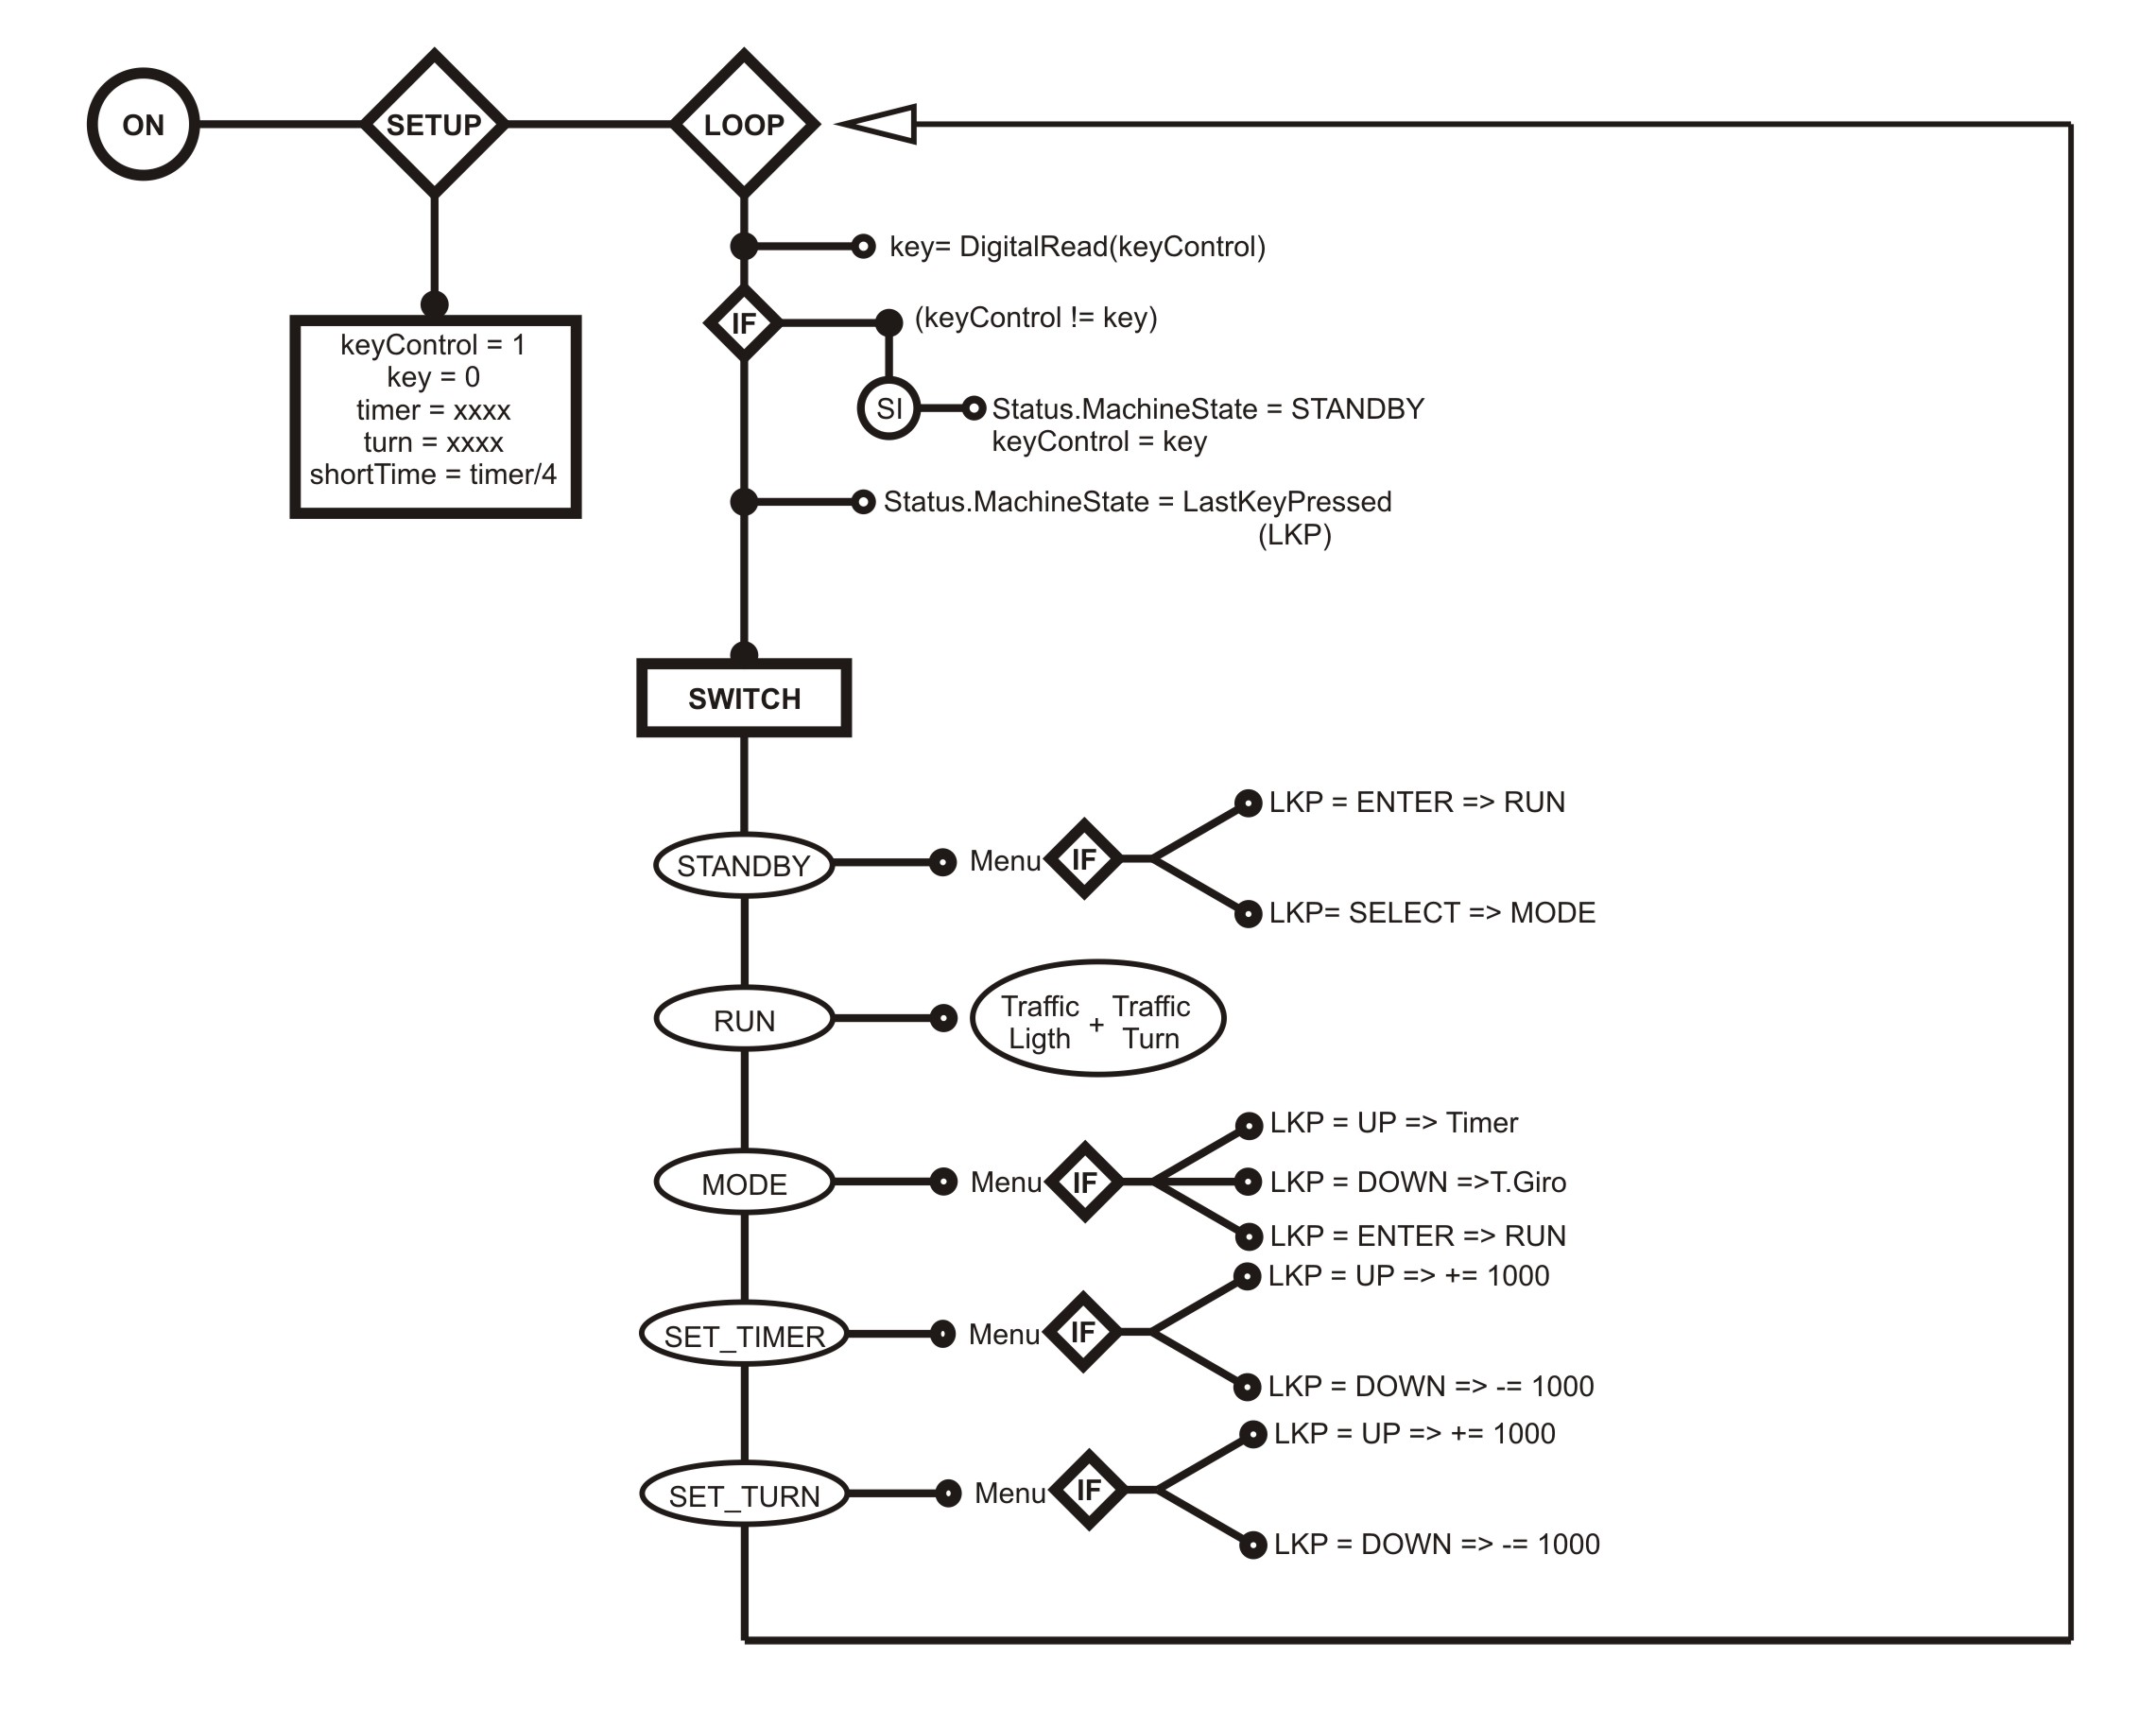 ON
SETUP
LOOP
key= DigitalRead(keyControl)
IF
(keyControl != key)
keyControl = 1
key = 0
timer = xxxx
turn = xxxx
shortTime = timer/4
SI
Status.MachineState = STANDBY
keyControl = key
Status.MachineState = LastKeyPressed
(LKP)
SWITCH
STANDBY
Menu
IF
LKP = ENTER => RUN
LKP= SELECT => MODE
RUN
Traffic
Ligth
+
Traffic
Turn
MODE
Menu
IF
LKP = UP => Timer
LKP = DOWN =>T.Giro
LKP = ENTER => RUN
SET_TIMER
Menu
IF
LKP = UP => += 1000
LKP = DOWN => -= 1000
SET_TURN
Menu
IF
LKP = UP => += 1000
LKP = DOWN => -= 1000